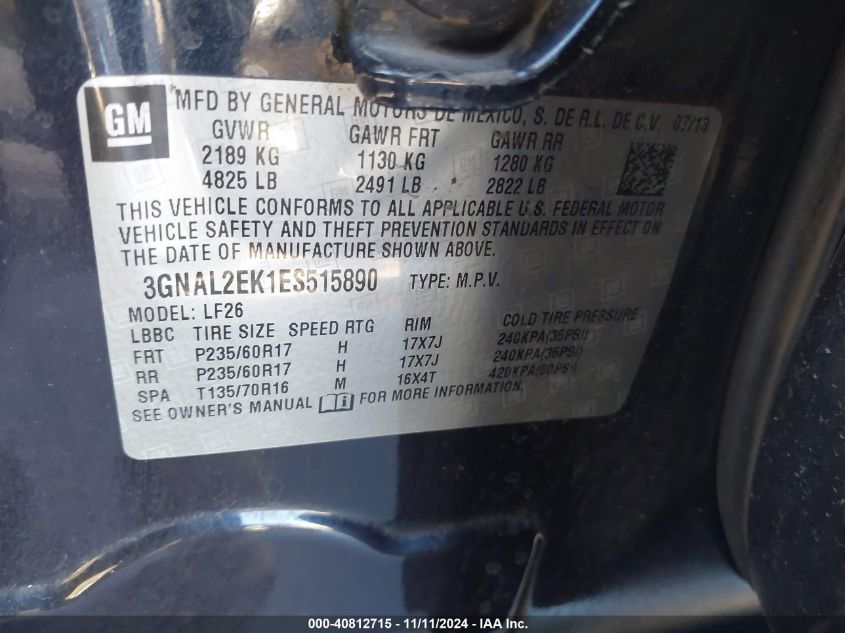 GM
MFD BY GENERAL MOTORS DE MEXICO, S. DE R.L. DE C.V. 07/13
GVWR GAWR FRT GAWR RR
2189 KG 1130 KG 1280 KG
4825 LB 2491 LB 2822 LB
THIS VEHICLE CONFORMS TO ALL APPLICABLE U.S. FEDERAL MOTOR
VEHICLE SAFETY AND THEFT PREVENTION STANDARDS IN EFFECT ON
THE DATE OF MANUFACTURE SHOWN ABOVE.
3GNAL2EK1ES515890 TYPE: M.P.V.
MODEL: LF26
LBBC TIRE SIZE SPEED RTG RIM COLD TIRE PRESSURE
FRT P235/60R17 H 17X7J 240KPA(35PSI)
RR P235/60R17 H 17X7J 240KPA(35PSI)
SPA T135/70R16 M 16X4T 420KPA(60PSI)
SEE OWNER'S MANUAL FOR MORE INFORMATION.
000-40812715 - 11/11/2024 - IAA Inc.